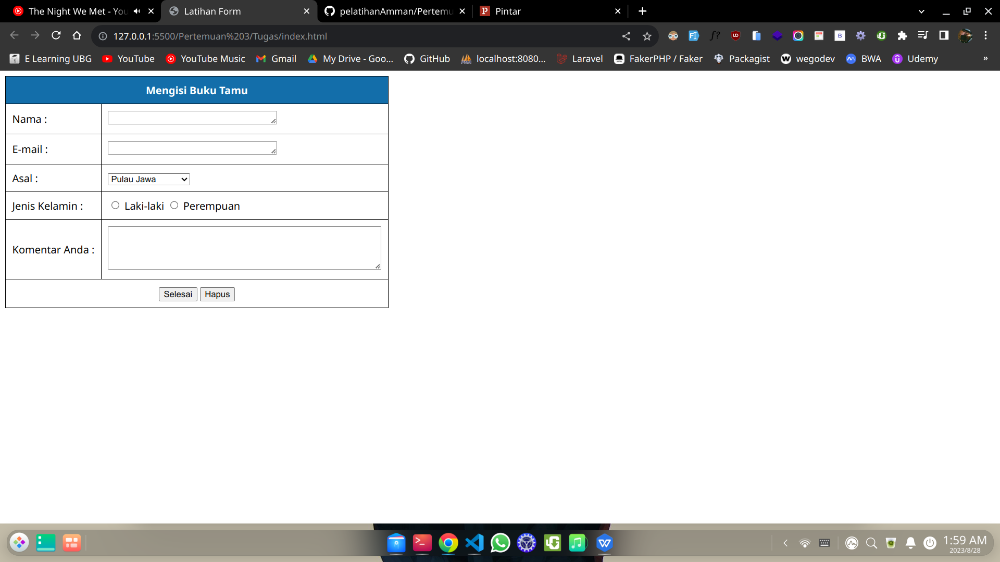 The Night We Met - You
Latihan Form
pelatihanAmman/Pertemu
Pintar
127.0.0.1:5500/Pertemuan%203/Tugas/index.html
E Learning UBG
YouTube
YouTube Music
Gmail
My Drive - Goo...
GitHub
localhost:8080...
Laravel
FakerPHP / Faker
Packagist
wegodev
BWA
Udemy
»
Mengisi Buku Tamu
Nama :
E-mail :
Asal :
Pulau Jawa
Jenis Kelamin :
Laki-laki
Perempuan
Komentar Anda :
Selesai
Hapus
1:59 AM
2023/8/28